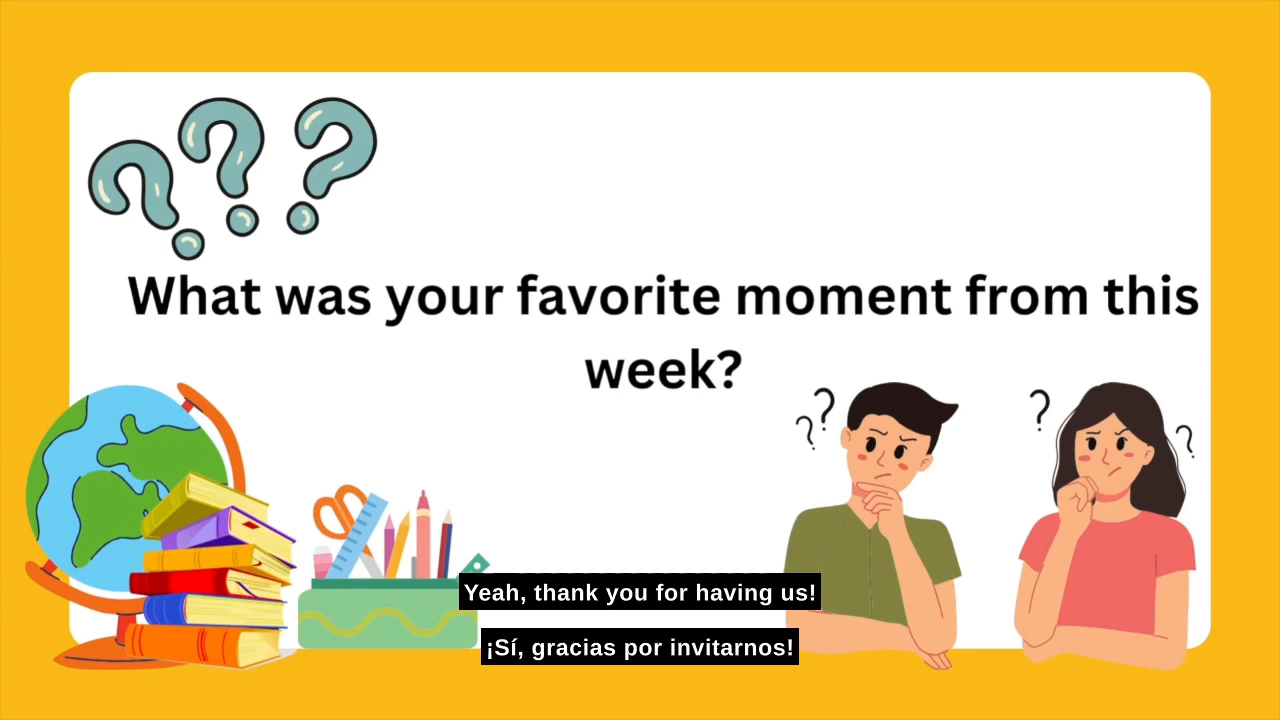 What was your favorite moment from this
week?
Yeah, thank you for having us!
¡Sí, gracias por invitarnos!